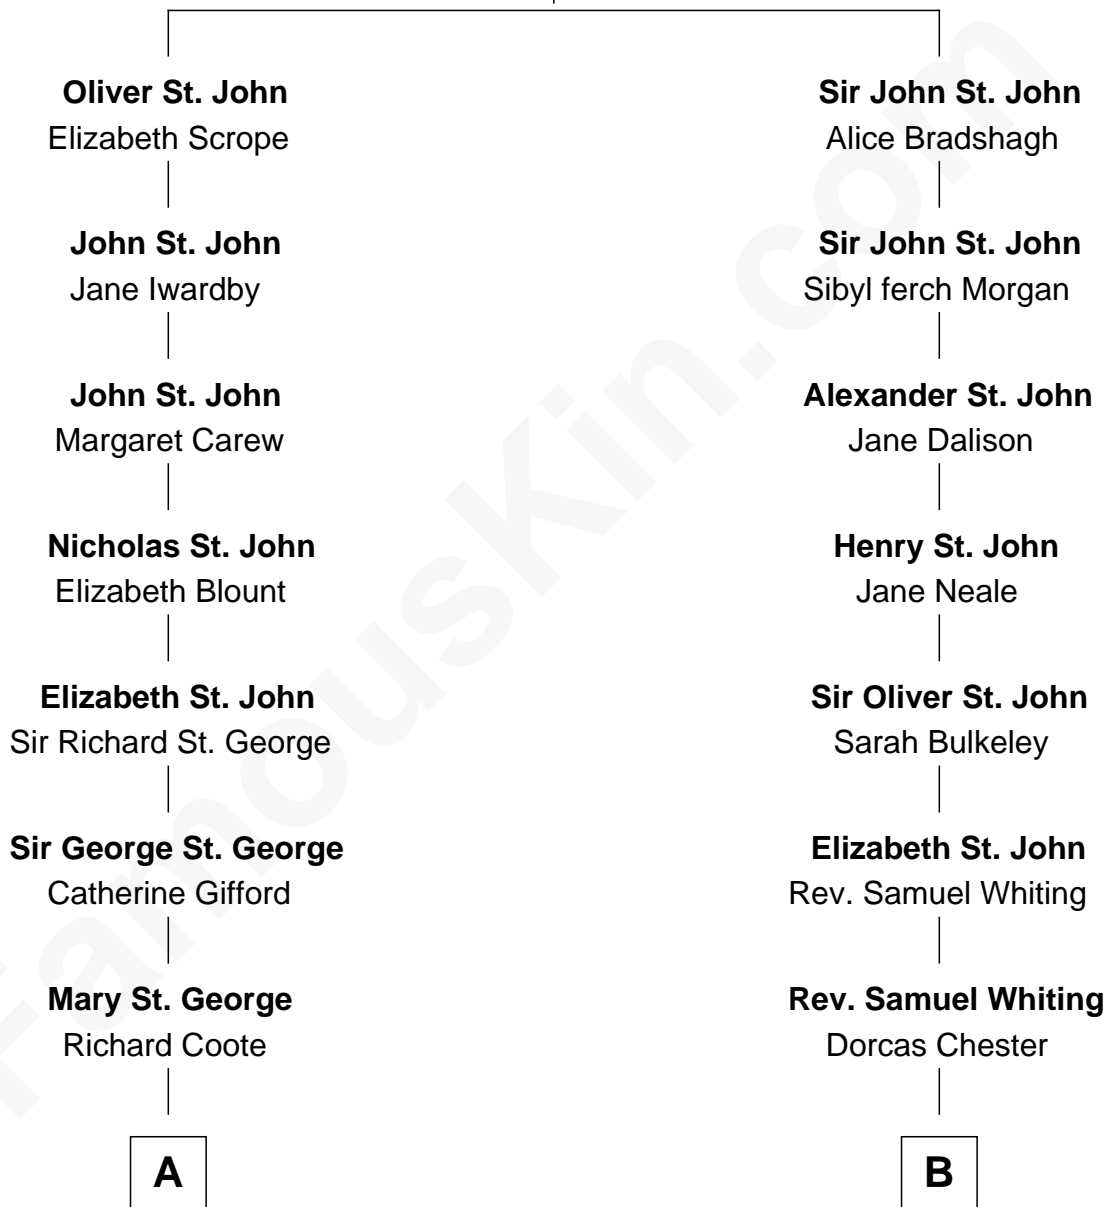 Oliver St. John
Elizabeth Scrope
John St. John
Jane Iwardby
John St. John
Margaret Carew
Nicholas St. John
Elizabeth Blount
Elizabeth St. John
Sir Richard St. George
Sir George St. George
Catherine Gifford
Mary St. George
Richard Coote
A
Sir John St. John
Alice Bradshagh
Sir John St. John
Sibyl ferch Morgan
Alexander St. John
Jane Dalison
Henry St. John
Jane Neale
Sir Oliver St. John
Sarah Bulkeley
Elizabeth St. John
Rev. Samuel Whiting
Rev. Samuel Whiting
Dorcas Chester
B
FamousKin.com